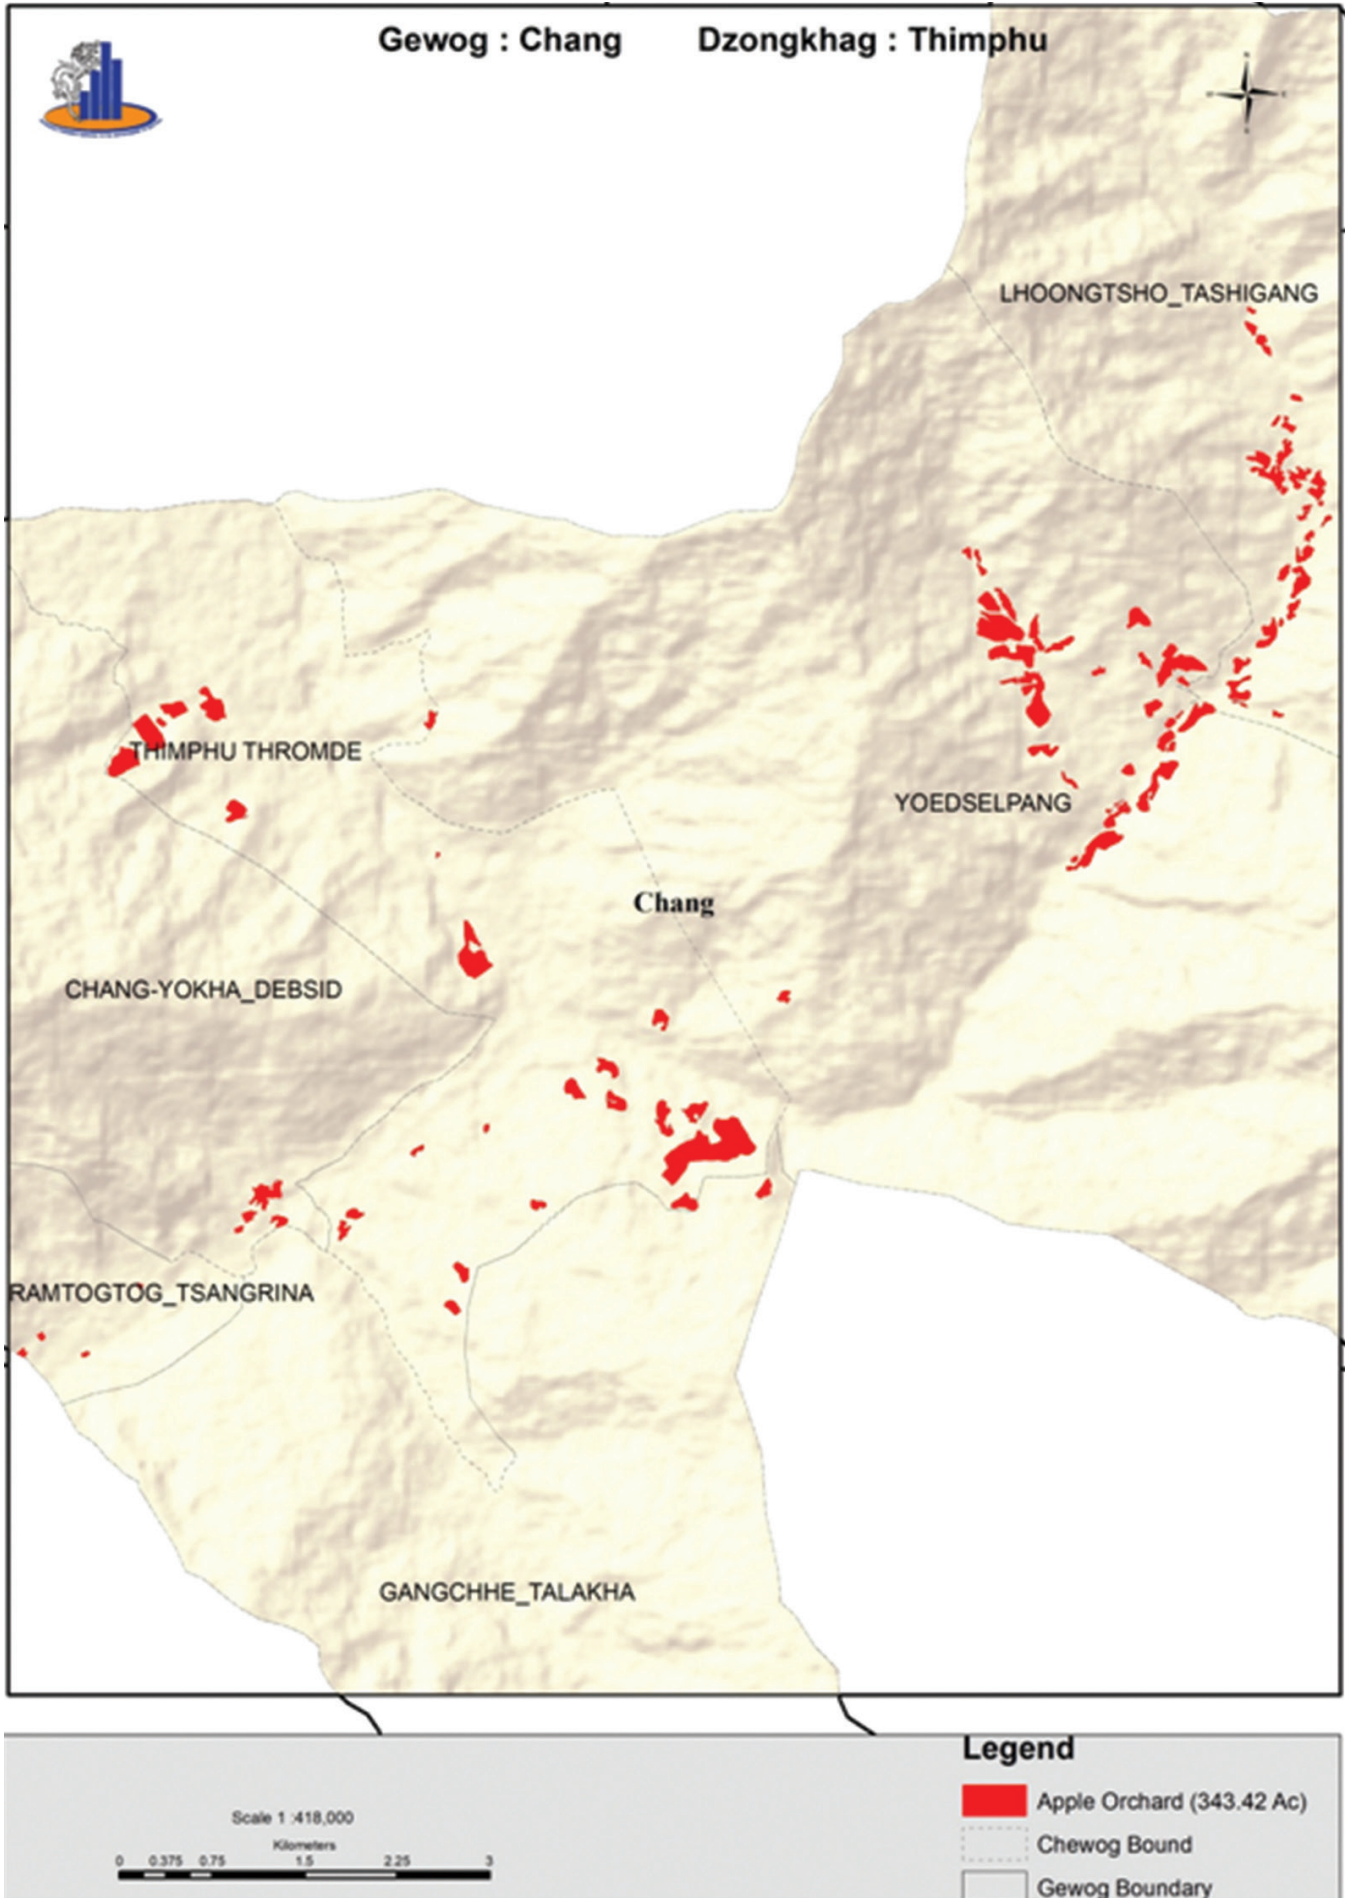 Gewog : Chang Dzongkhag : Thimphu
LHOONGTSHO_TASHIGANG
THIMPHU THROMDE
YOEDSELPANG
Chang
CHANG-YOKHA_DEBSID
RAMTOGTOG_TSANGRINA
GANGCHHE_TALAKHA
Legend
Apple Orchard (343.42 Ac)
Chewog Bound
Gewog Boundary
Scale 1 :418,000
Kilometers
0 0.375 0.75 1.5 2.25 3